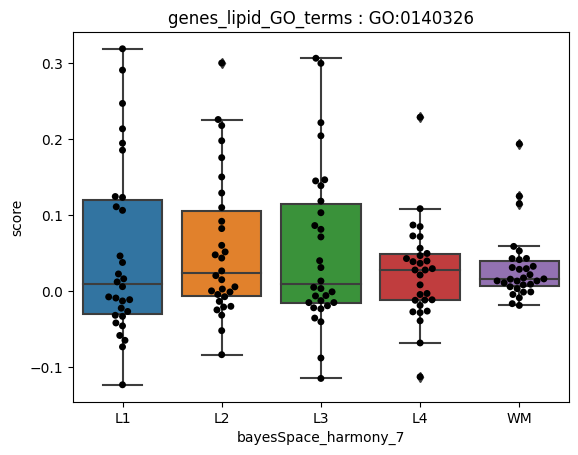 genes_lipid_GO_terms : GO:0140326
score
0.3
0.2
0.1
0.0
−0.1
L1 L2 L3 L4 WM
bayesSpace_harmony_7